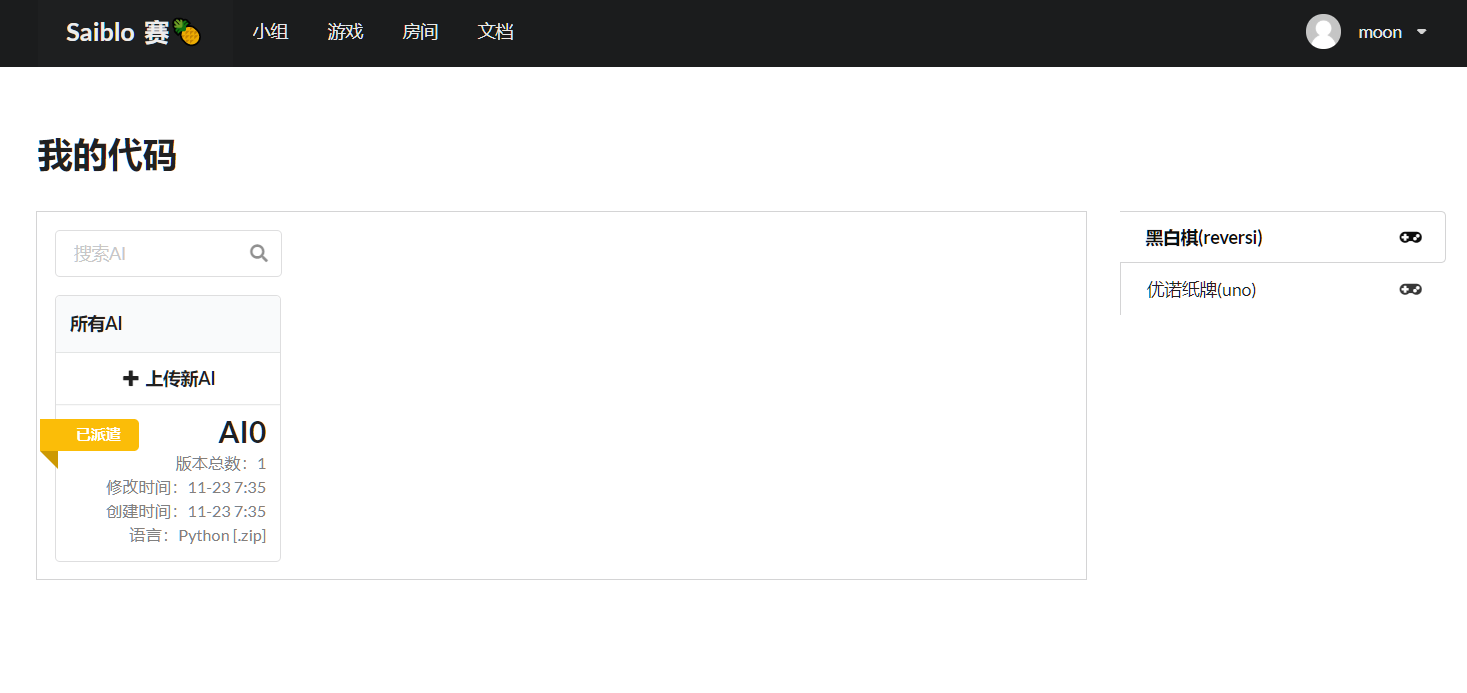 Saiblo 赛🍍 小组 游戏 房间 文档 moon
我的代码
搜索AI
所有AI
上传新AI
已派遣 AI0
版本总数：1
修改时间：11-23 7:35
创建时间：11-23 7:35
语言：Python [.zip]
黑白棋(reversi)
优诺纸牌(uno)